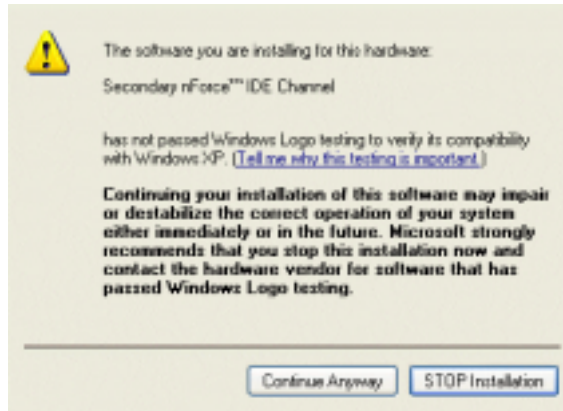 The software you are installing for this hardware:
Secondary nForce™ IDE Channel
has not passed Windows Logo testing to verify its compatibility
with Windows XP. (Tell me why this testing is important.)
Continuing your installation of this software may impair
or destabilize the correct operation of your system
either immediately or in the future. Microsoft strongly
recommends that you stop this installation now and
contact the hardware vendor for software that has
passed Windows Logo testing.
Continue Anyway STOP Installation